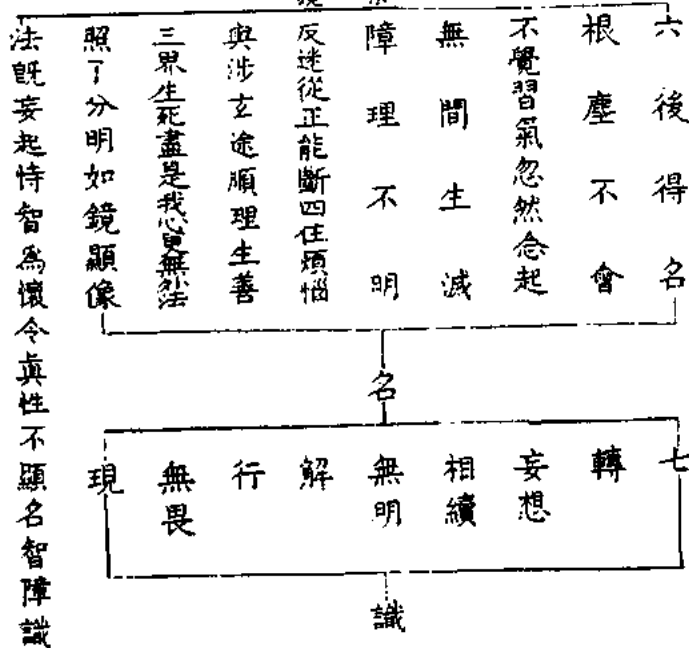 六後得名
根塵不會
不覺習氣忽然念起
無間生滅
障理不明
反迷從正能斷四住煩惱
與涉玄途順理生善
三界生死盡是我心更無外法
照了分明如鏡顯像
名
七
轉
妄想
相續
無明
解
行
無畏
現
識
法旣妄起恃智爲懷令眞性不顯名智障識